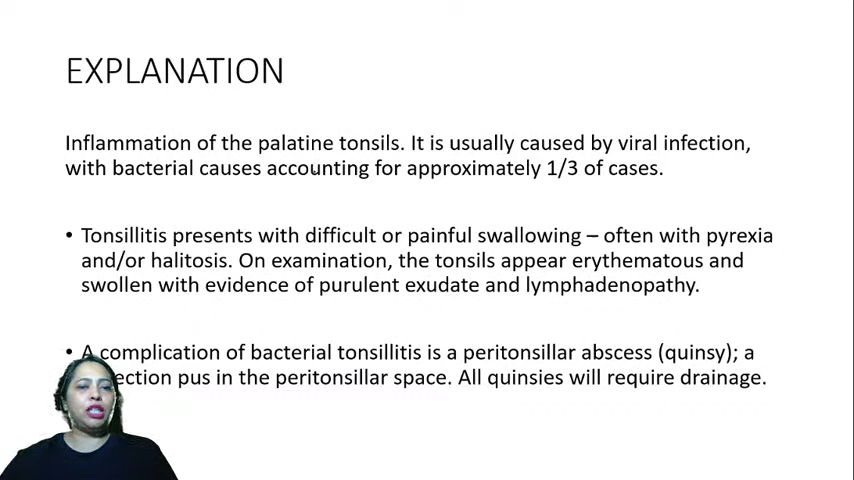 EXPLANATION
Inflammation of the palatine tonsils. It is usually caused by viral infection,
with bacterial causes accounting for approximately 1/3 of cases.
• Tonsillitis presents with difficult or painful swallowing – often with pyrexia
and/or halitosis. On examination, the tonsils appear erythematous and
swollen with evidence of purulent exudate and lymphadenopathy.
• A complication of bacterial tonsillitis is a peritonsillar abscess (quinsy); a
pus in the peritonsillar space. All quinsies will require drainage.